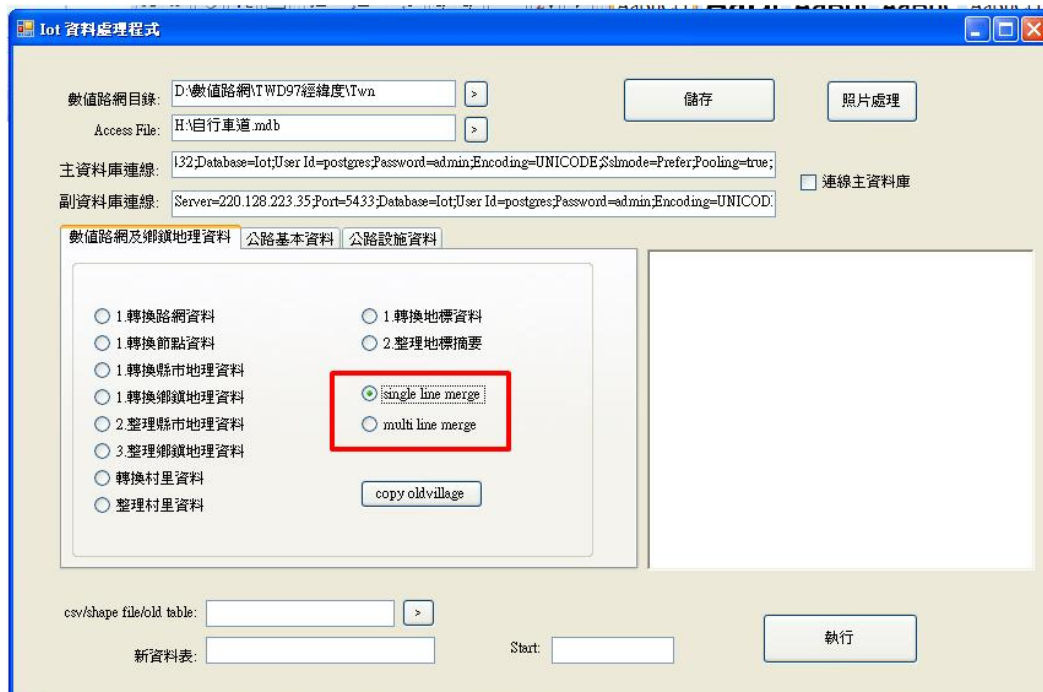 Iot 資料處理程式
數值路網目錄: D:\數值路網\TWD97經緯度\Twn > 儲存 照片處理
Access File: H:\自行車道.mdb >
主資料庫連線: 432;Database=Iot;User Id=postgres;Password=admin;Encoding=UNICODE;Sslmode=Prefer;Pooling=true;
連線主資料庫
副資料庫連線: Server=220.128.223.35;Port=5433;Database=Iot;User Id=postgres;Password=admin;Encoding=UNICOD
數值路網及鄉鎮地理資料 公路基本資料 公路設施資料
1.轉換路網資料
1.轉換節點資料
1.轉換縣市地理資料
1.轉換鄉鎮地理資料
2.整理縣市地理資料
3.整理鄉鎮地理資料
轉換村里資料
整理村里資料
1.轉換地標資料
2.整理地標摘要
single line merge
multi line merge
copy oldvillage
csv/shape file/old table: >
新資料表: Start: 執行